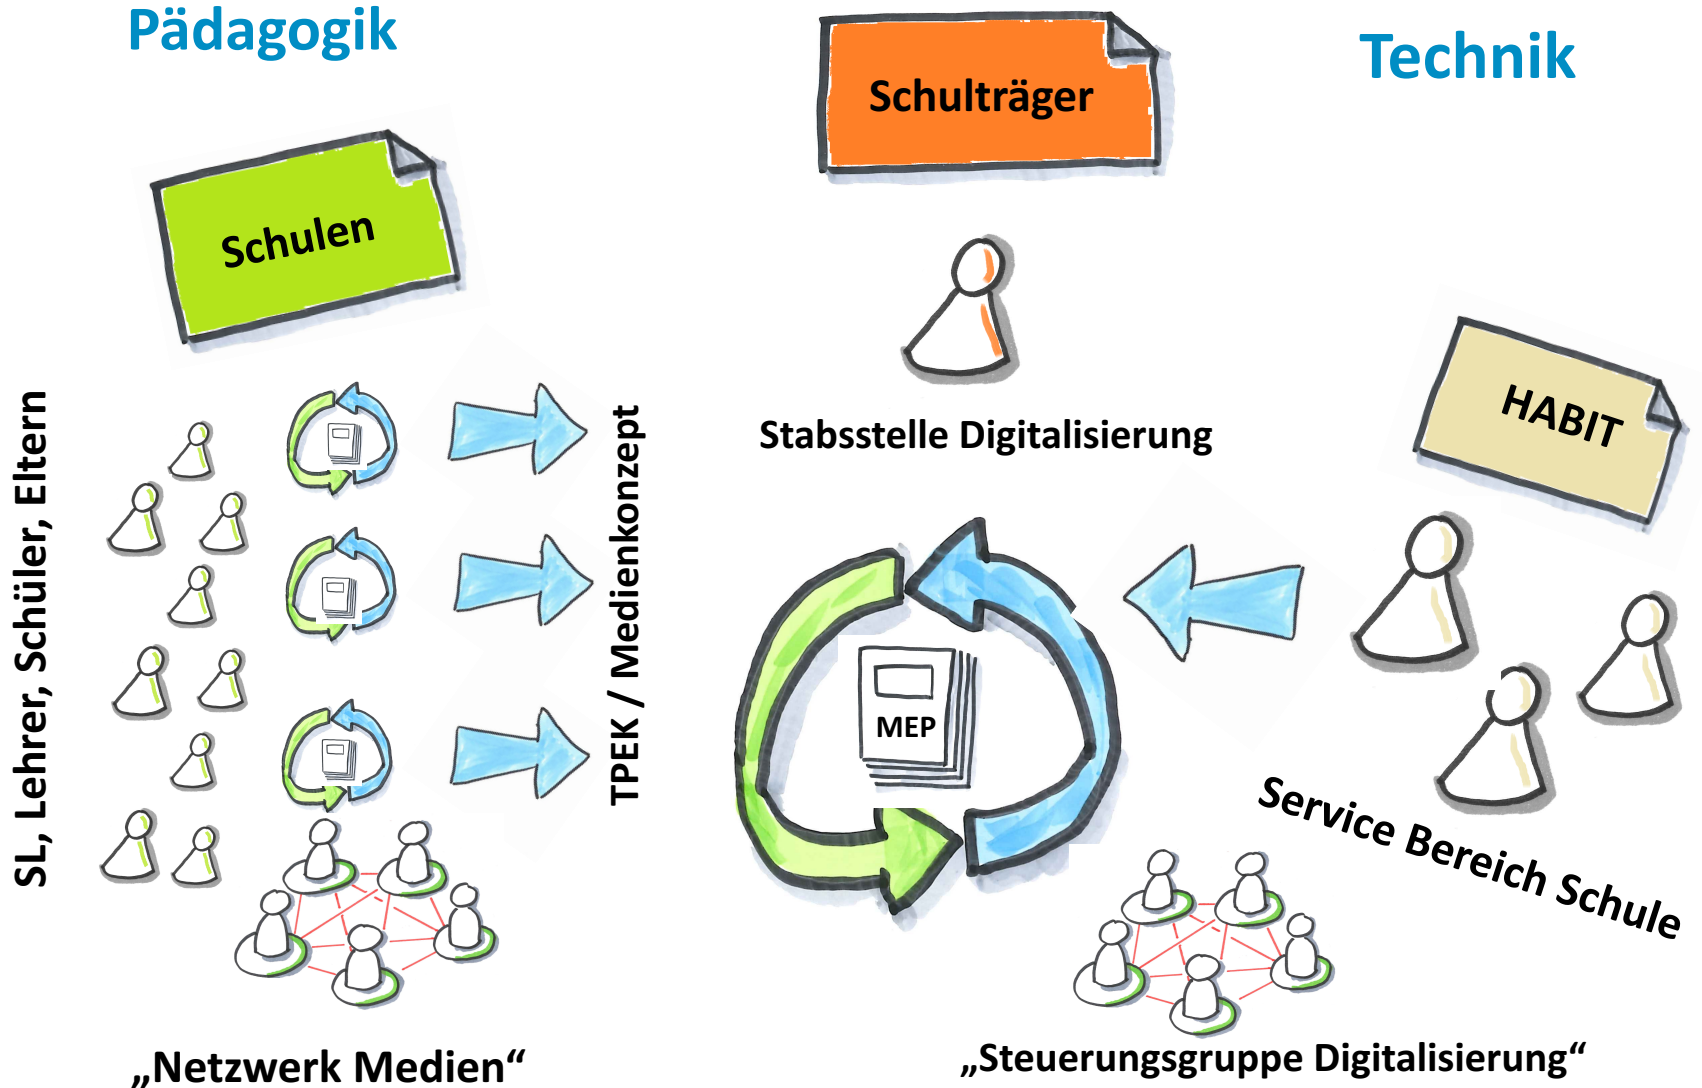 Pädagogik
Schulträger
Technik
Schulen
HABIT
Stabsstelle Digitalisierung
SL, Lehrer, Schüler, Eltern
TPEK / Medienkonzept
MEP
Service Bereich Schule
„Netzwerk Medien“
„Steuerungsgruppe Digitalisierung“